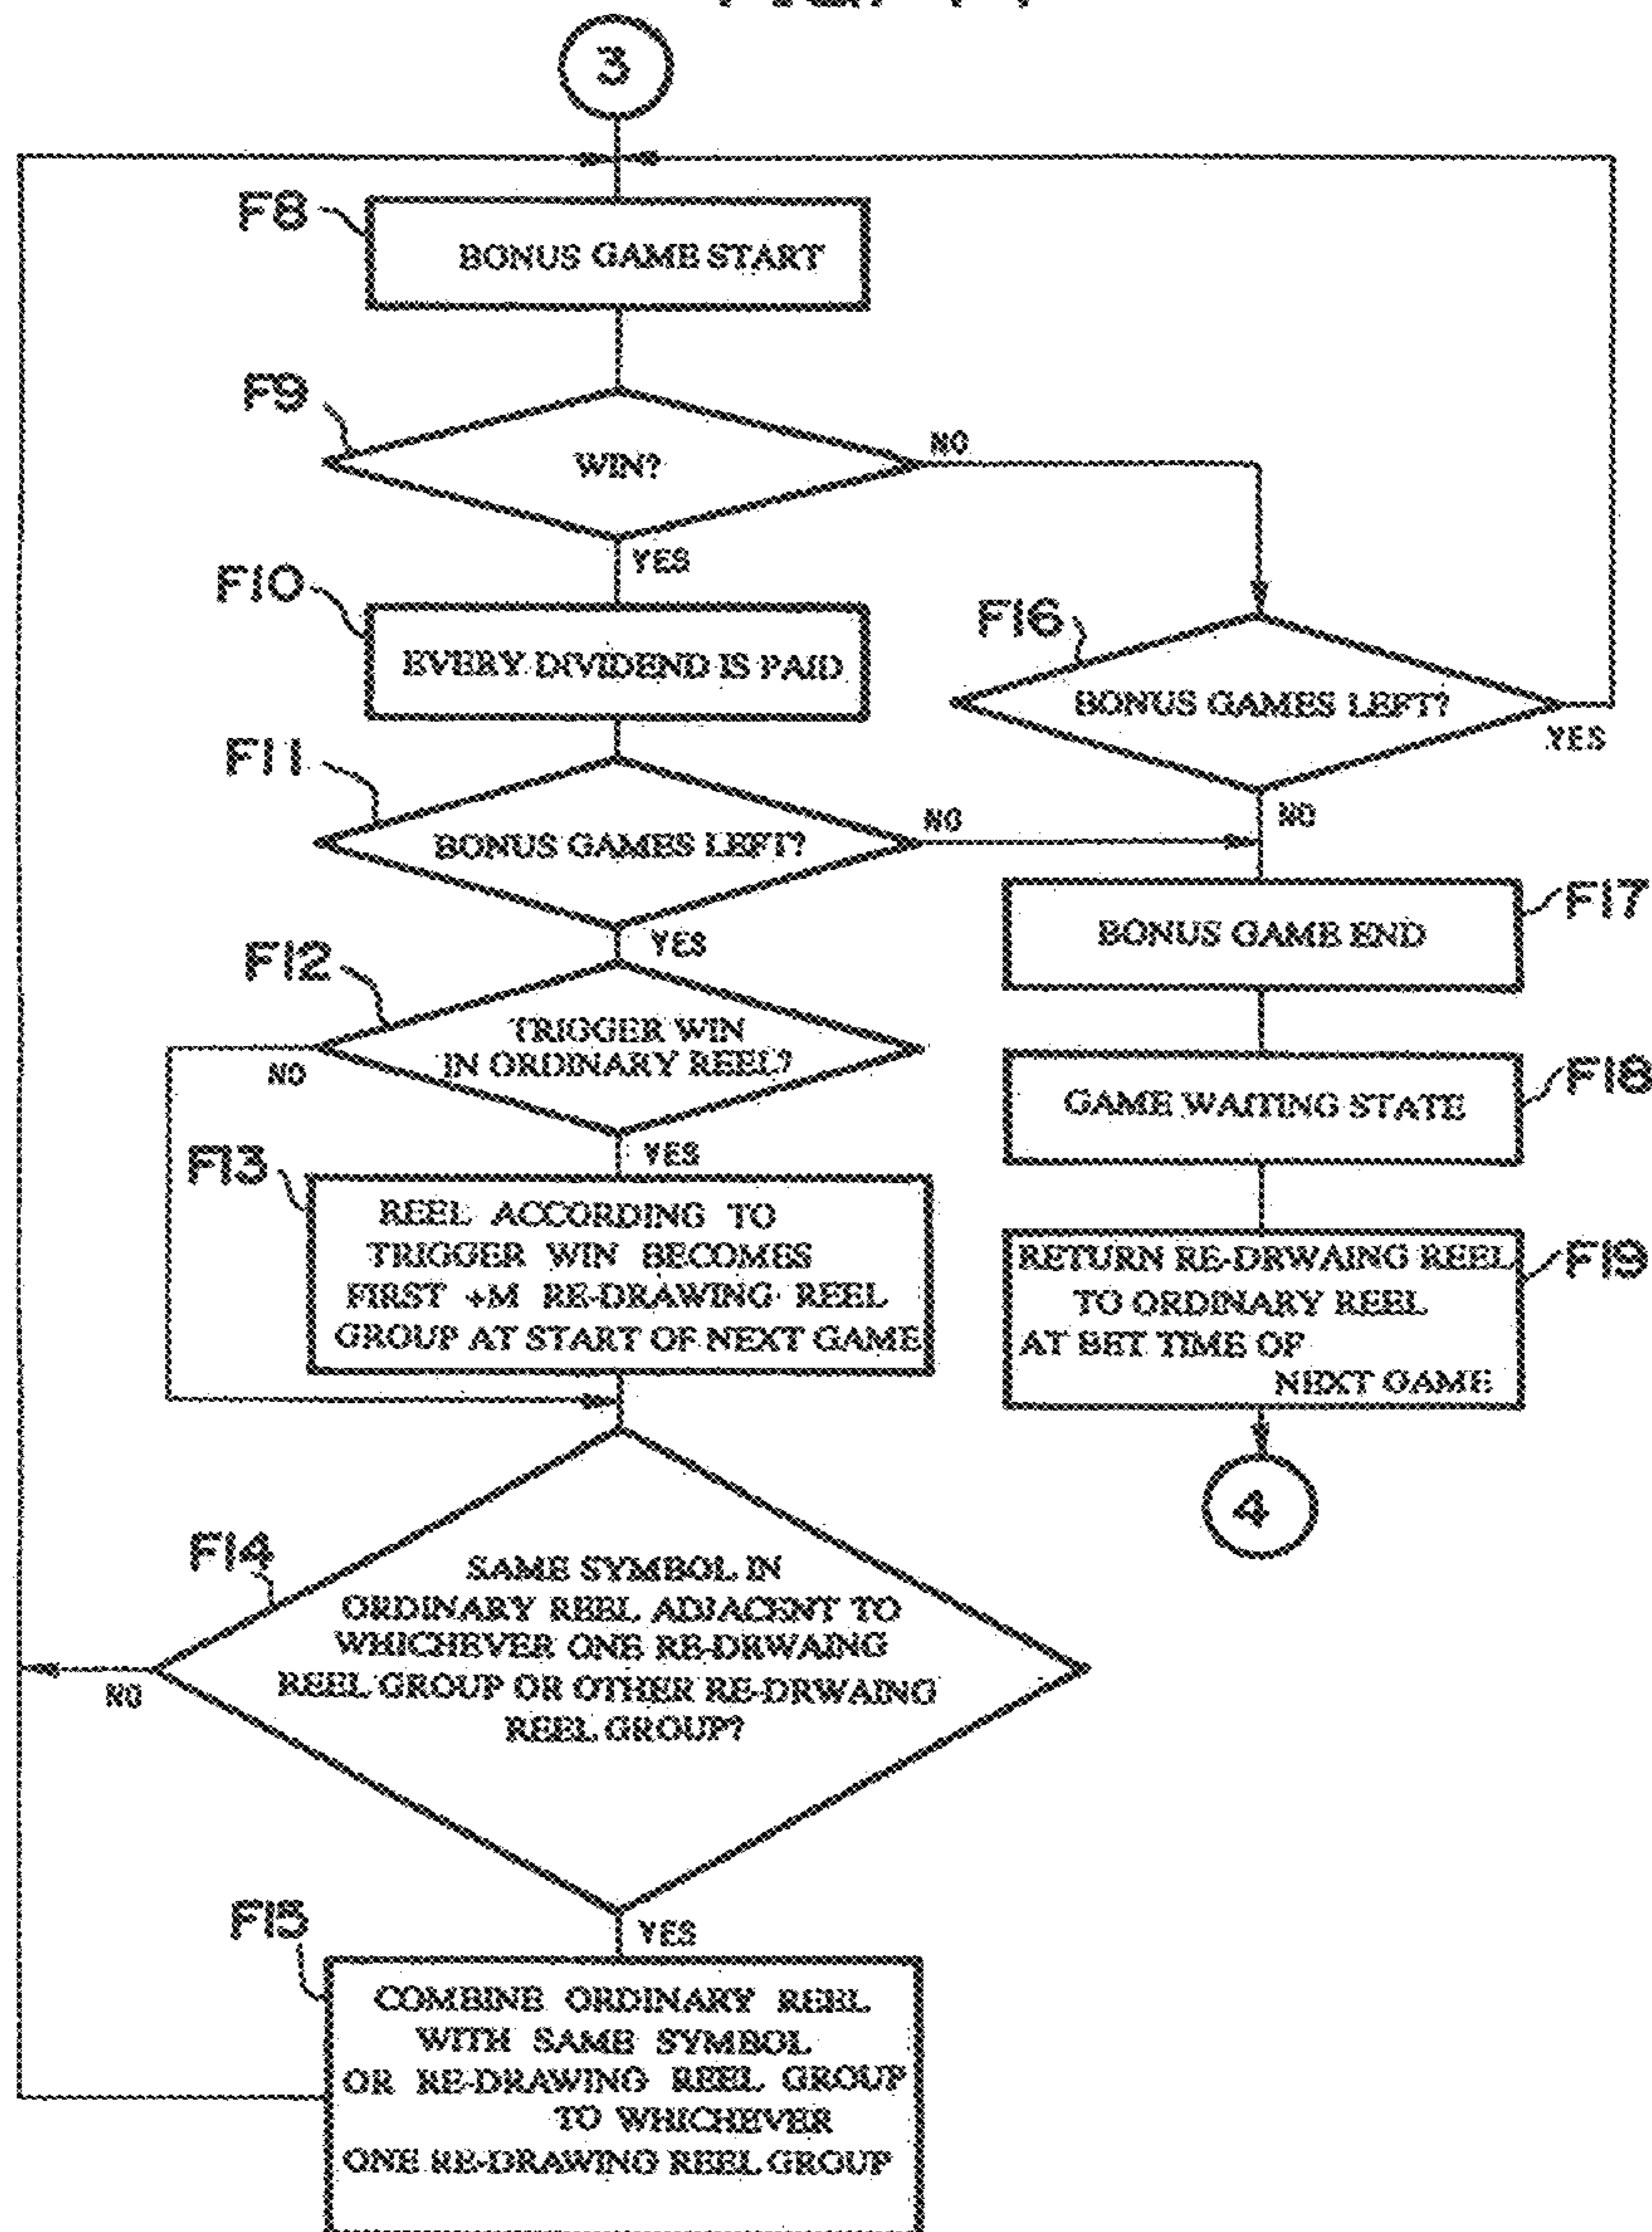 3
F8
BONUS GAME START
F9
WIN?
NO
YES
F10
EVERY DIVIDEND IS PAID
F16
BONUS GAMES LEFT?
YES
NO
F11
BONUS GAMES LEFT?
NO
YES
F17
BONUS GAME END
F12
TRIGGER WIN
IN ORDINARY REEL?
NO
YES
F18
GAME WAITING STATE
F13
REEL ACCORDING TO
TRIGGER WIN BECOMES
FIRST +M RE-DRAWING REEL
GROUP AT START OF NEXT GAME
F19
RETURN RE-DRWAING REEL
TO ORDINARY REEL
AT BET TIME OF
NEXT GAME
4
F14
SAME SYMBOL IN
ORDINARY REEL ADJACENT TO
WHICHEVER ONE RE-DRWAING
REEL GROUP OR OTHER RE-DRWAING
REEL GROUP?
NO
YES
F15
COMBINE ORDINARY REEL
WITH SAME SYMBOL
OR RE-DRAWING REEL GROUP
TO WHICHEVER
ONE RE-DRAWING REEL GROUP